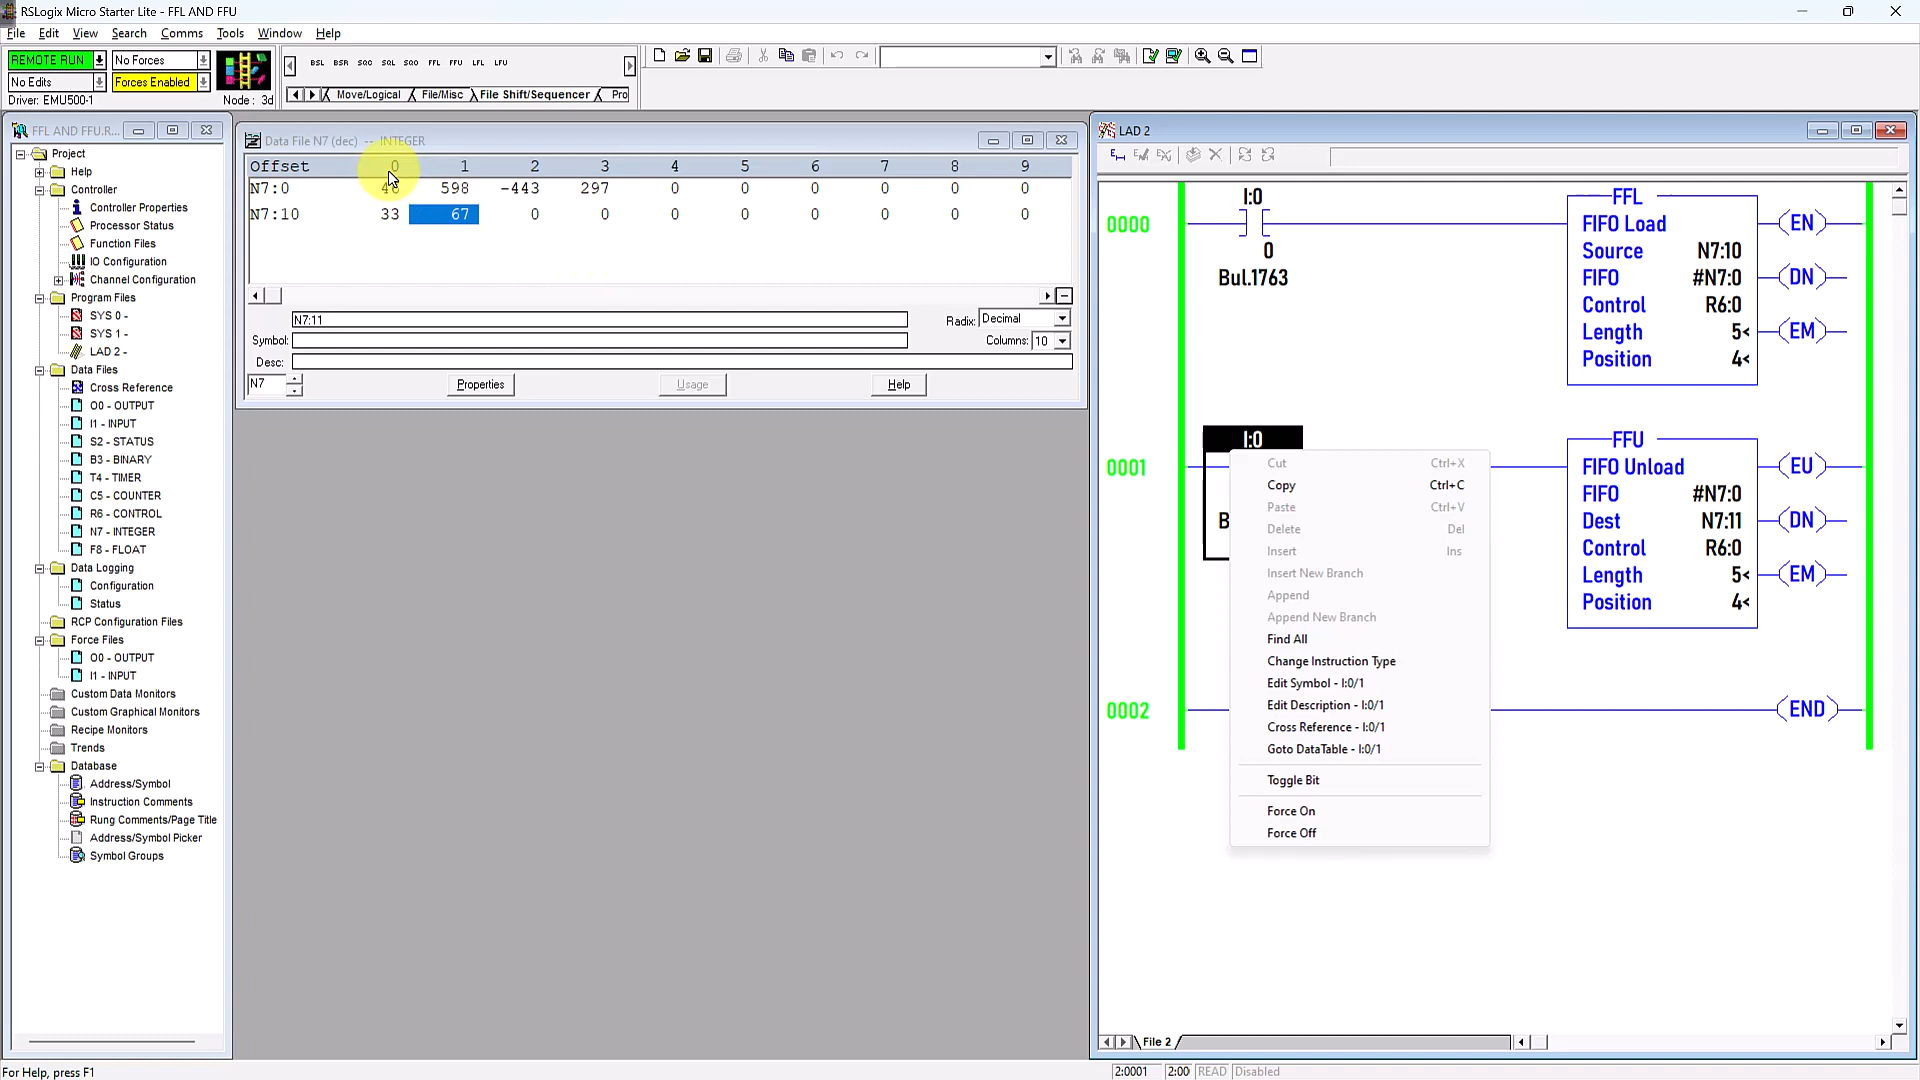 RSLogix Micro Starter Lite - FFL AND FFU
File Edit View Search Comms Tools Window Help
REMOTE RUN No Forces
No Edits Forces Enabled
Driver: EMU500-1 Node : 3d
BSL BSR SQC SQL SQO FFL FFU LFL LFU
Move/Logical File/Misc File Shift/Sequencer Pro
FFL AND FFU.R...
Project
Help
Controller
Controller Properties
Processor Status
Function Files
IO Configuration
Channel Configuration
Program Files
SYS 0 -
SYS 1 -
LAD 2 -
Data Files
Cross Reference
O0 - OUTPUT
I1 - INPUT
S2 - STATUS
B3 - BINARY
T4 - TIMER
C5 - COUNTER
R6 - CONTROL
N7 - INTEGER
F8 - FLOAT
Data Logging
Configuration
Status
RCP Configuration Files
Force Files
O0 - OUTPUT
I1 - INPUT
Custom Data Monitors
Custom Graphical Monitors
Recipe Monitors
Trends
Database
Address/Symbol
Instruction Comments
Rung Comments/Page Title
Address/Symbol Picker
Symbol Groups
Data File N7 (dec) -- INTEGER
Offset 0 1 2 3 4 5 6 7 8 9
N7:0 598 -443 297 0 0 0 0 0 0
N7:10 33 67 0 0 0 0 0 0 0 0
N7:11
Radix: Decimal
Symbol:
Columns: 10
Desc:
N7 Properties Usage Help
LAD 2
0000
I:0
0
Bul.1763
FFL
FIFO Load
Source N7:10
FIFO #N7:0
Control R6:0
Length 5<
Position 4<
EN
DN
EM
0001
I:0
B
Cut Ctrl+X
Copy Ctrl+C
Paste Ctrl+V
Delete Del
Insert Ins
Insert New Branch
Append
Append New Branch
Find All
Change Instruction Type
Edit Symbol - I:0/1
Edit Description - I:0/1
Cross Reference - I:0/1
Goto DataTable - I:0/1
Toggle Bit
Force On
Force Off
FFU
FIFO Unload
FIFO #N7:0
Dest N7:11
Control R6:0
Length 5<
Position 4<
EU
DN
EM
0002
END
File 2
For Help, press F1
2:0001 2:00 READ Disabled